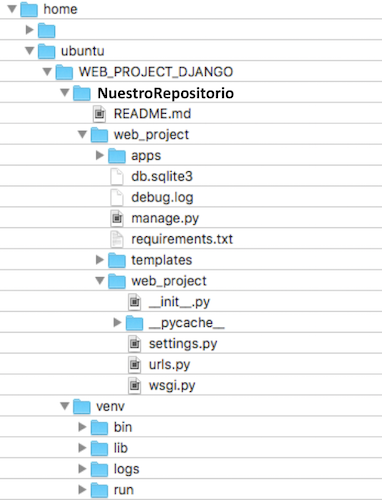 home
ubuntu
WEB_PROJECT_DJANGO
NuestroRepositorio
README.md
web_project
apps
db.sqlite3
debug.log
manage.py
requirements.txt
templates
web_project
__init__.py
__pycache__
settings.py
urls.py
wsgi.py
venv
bin
lib
logs
run